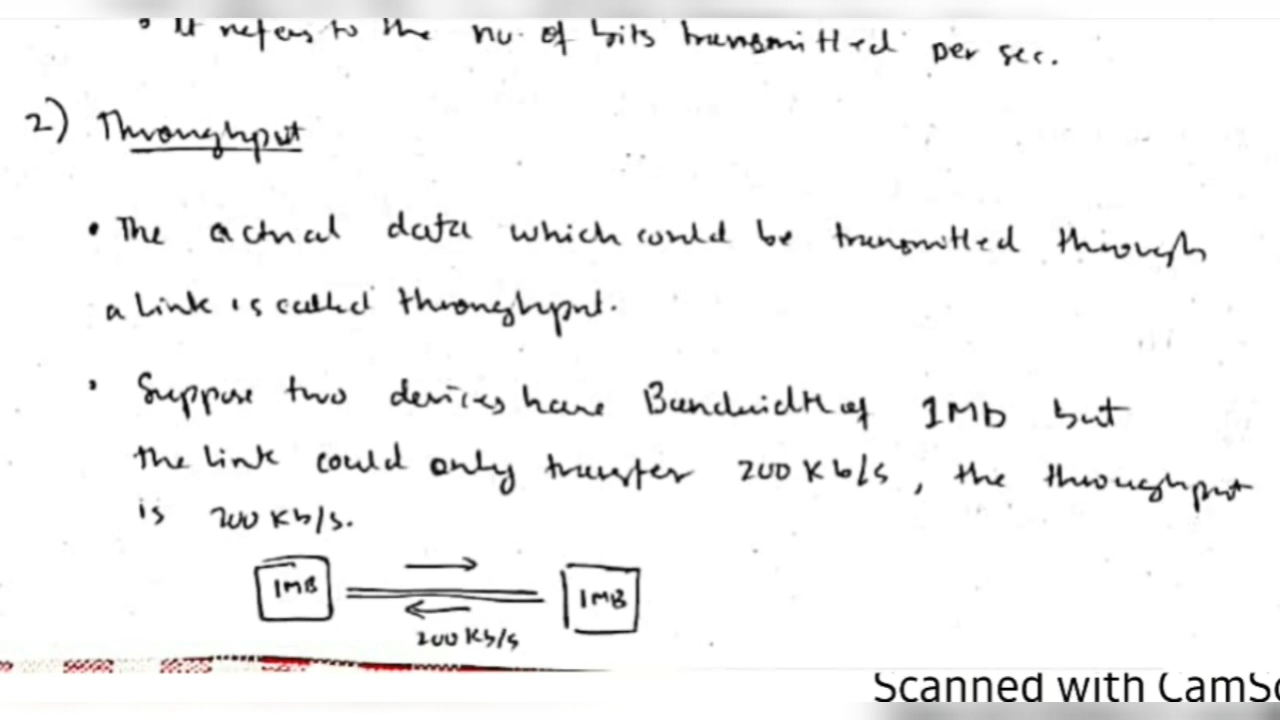 • It refers to the no. of bits transmitted per sec.
2) Throughput
• The actual data which could be transmitted through
a link is called throughput.
• Suppose two devices have Bandwidth of 1Mb but
the link could only transfer 200 Kb/s, the throughput
is 200 Kb/s.
1MB 1MB
200 Kb/s
Scanned with CamSc